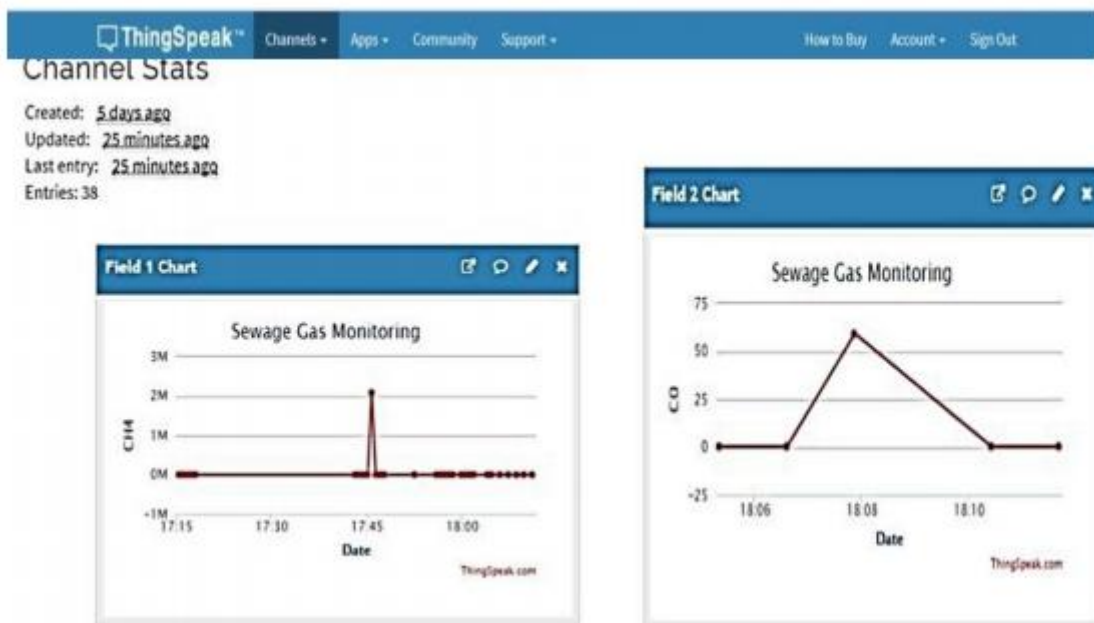 ThingSpeak™ Channels Apps Community Support How to Buy Account Sign Out
Channel Stats
Created: 5 days ago
Updated: 25 minutes ago
Last entry: 25 minutes ago
Entries: 38
Field 1 Chart
Sewage Gas Monitoring
3M
2M
1M
0M
-1M
CH4
17:15 17:30 17:45 18:00
Date
ThingSpeak.com
Field 2 Chart
Sewage Gas Monitoring
75
50
25
0
-25
CO
18:06 18:08 18:10
Date
ThingSpeak.com